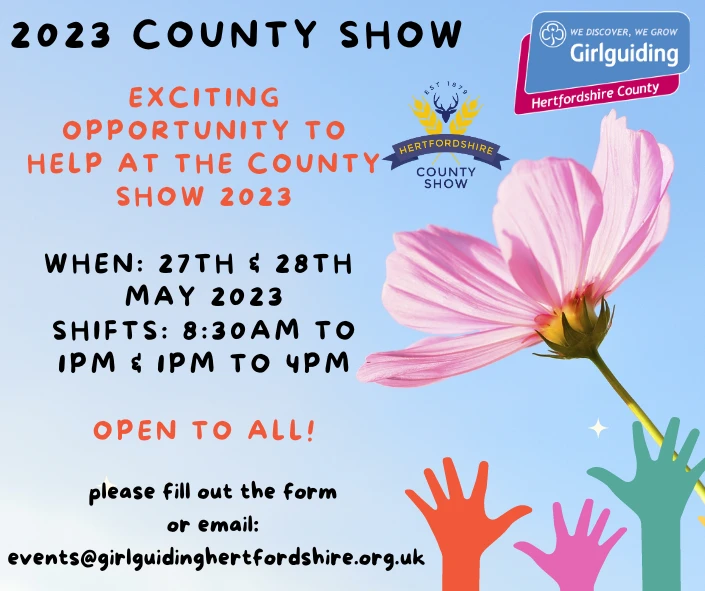 2023 COUNTY SHOW
WE DISCOVER, WE GROW
Girlguiding
Hertfordshire County
EXCITING
OPPORTUNITY TO
HELP AT THE COUNTY
SHOW 2023
EST 1879
HERTFORDSHIRE
COUNTY
SHOW
WHEN: 27TH & 28TH
MAY 2023
SHIFTS: 8:30AM TO
1PM & 1PM TO 4PM
OPEN TO ALL!
please fill out the form
or email:
events@girlguidinghertfordshire.org.uk